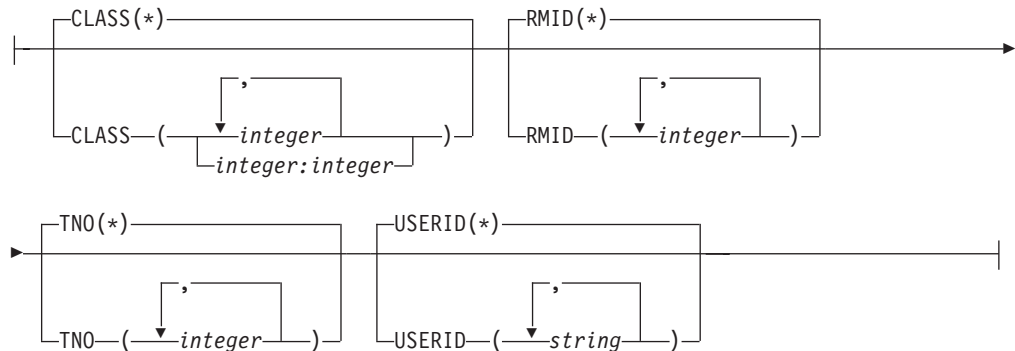 CLASS(*) RMID(*)
, ,
CLASS ( integer ) RMID ( integer )
integer:integer
TNO(*) USERID(*)
, ,
TNO ( integer ) USERID ( string )